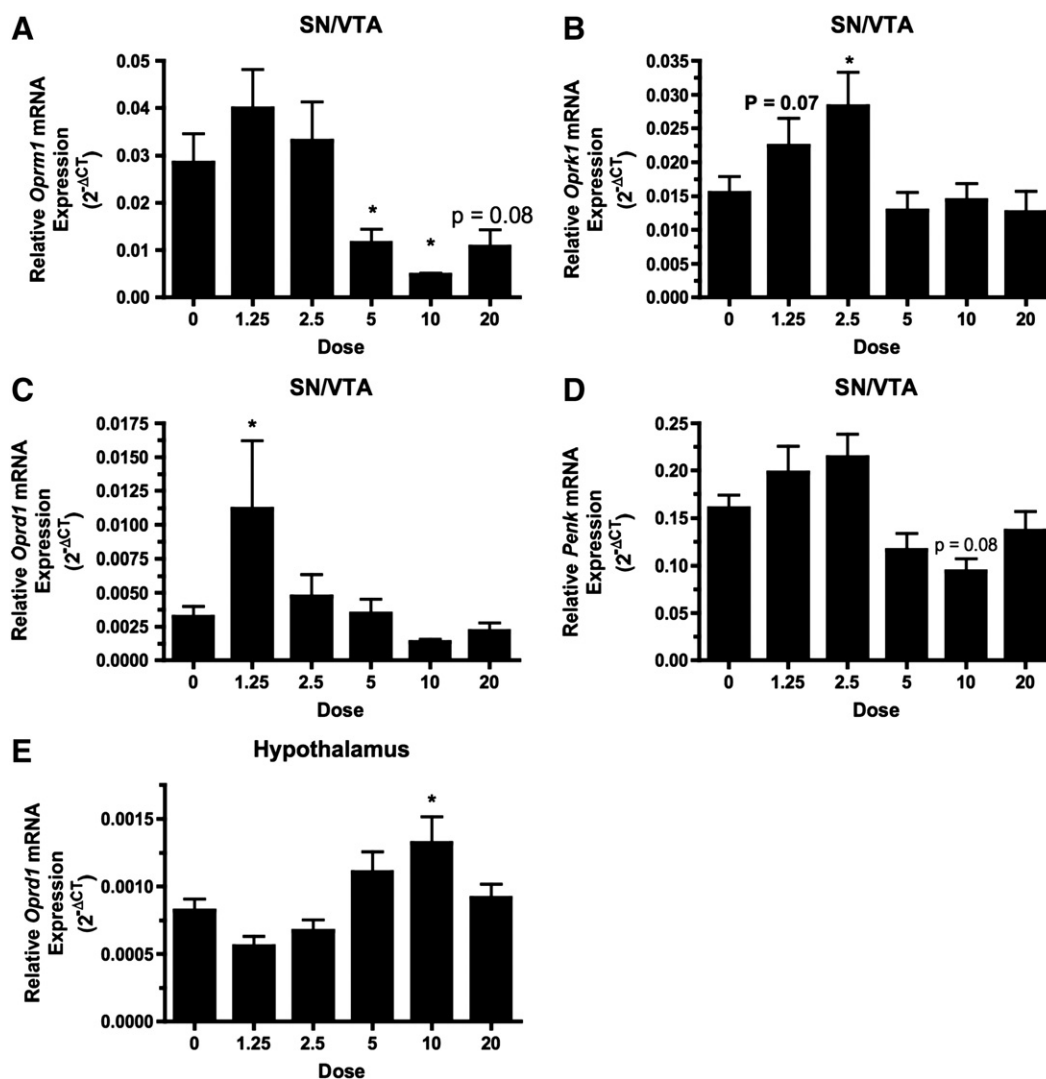 A
SN/VTA
Relative Oprm1 mRNA
Expression
(2-ΔCT)
0.05
0.04
0.03
0.02
0.01
0.00
*
*
p = 0.08
0 1.25 2.5 5 10 20
Dose
B
SN/VTA
Relative Oprk1 mRNA
Expression
(2-ΔCT)
0.035
0.030
0.025
0.020
0.015
0.010
0.005
0.000
P = 0.07
*
0 1.25 2.5 5 10 20
Dose
C
SN/VTA
Relative Oprd1 mRNA
Expression
(2-ΔCT)
0.0175
0.0150
0.0125
0.0100
0.0075
0.0050
0.0025
0.0000
*
0 1.25 2.5 5 10 20
Dose
D
SN/VTA
Relative Penk mRNA
Expression
(2-ΔCT)
0.25
0.20
0.15
0.10
0.05
0.00
p = 0.08
0 1.25 2.5 5 10 20
Dose
E
Hypothalamus
Relative Oprd1 mRNA
Expression
(2-ΔCT)
0.0015
0.0010
0.0005
0.0000
*
0 1.25 2.5 5 10 20
Dose